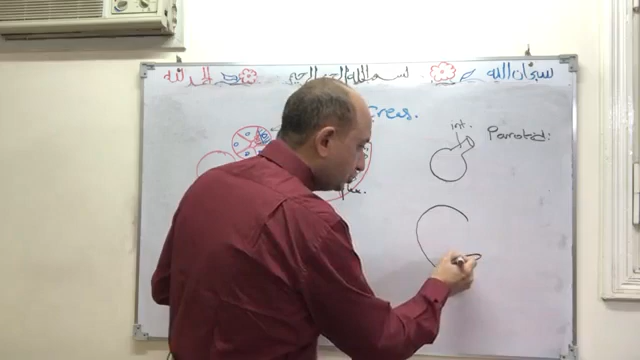 سبحان الله
بسم الله الرحمن الرحيم
الحمد لله
creas.
int.
Parotid: